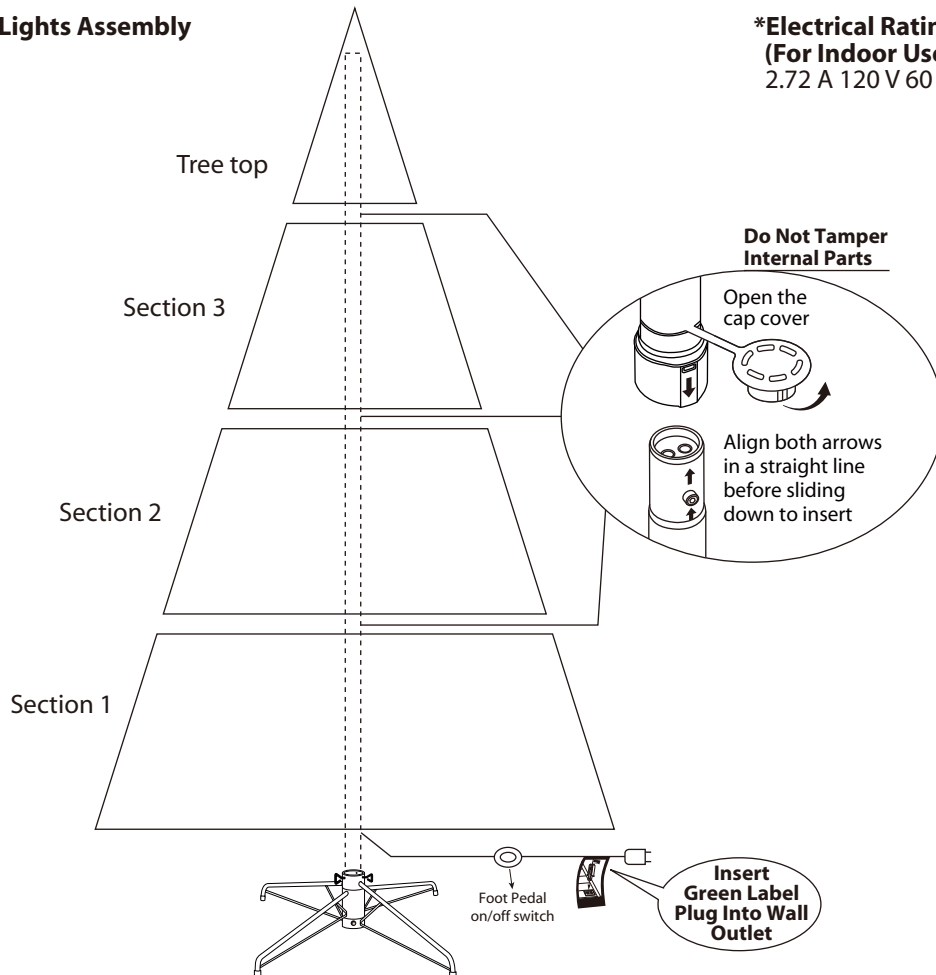 Lights Assembly
*Electrical Ratin
(For Indoor Use
2.72 A 120 V 60
Tree top
Do Not Tamper
Internal Parts
Open the
cap cover
Section 3
Align both arrows
in a straight line
before sliding
down to insert
Section 2
Section 1
Foot Pedal
on/off switch
Insert
Green Label
Plug Into Wall
Outlet